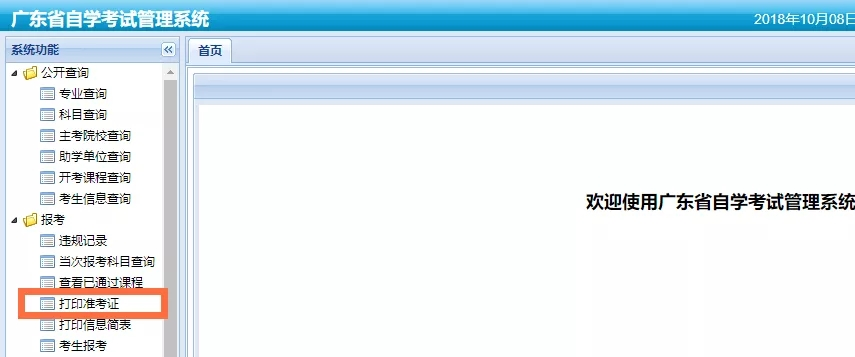 广东省自学考试管理系统
2018年10月08日
系统功能
首页
公开查询
专业查询
科目查询
主考院校查询
助学单位查询
开考课程查询
考生信息查询
报考
违规记录
当次报考科目查询
查看已通过课程
打印准考证
打印信息简表
考生报考
欢迎使用广东省自学考试管理系统